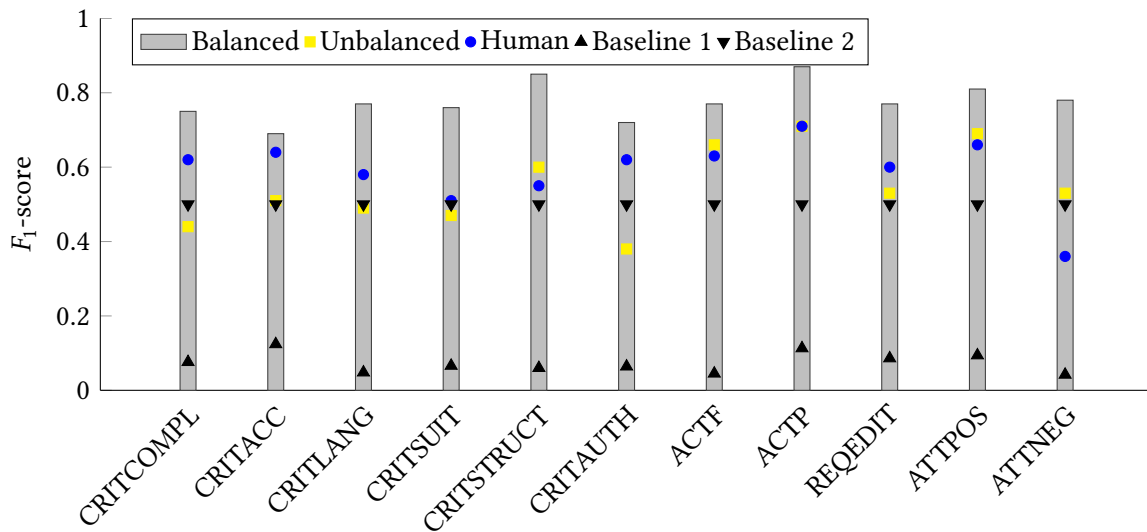 1
Balanced Unbalanced Human Baseline 1 Baseline 2
0.8
0.6
0.4
0.2
0
F1-score
CRITCOMPL
CRITACC
CRITLANG
CRITSUIT
CRITSTRUCT
CRITAUTH
ACTF
ACTP
REQEDIT
ATTPOS
ATTNEG